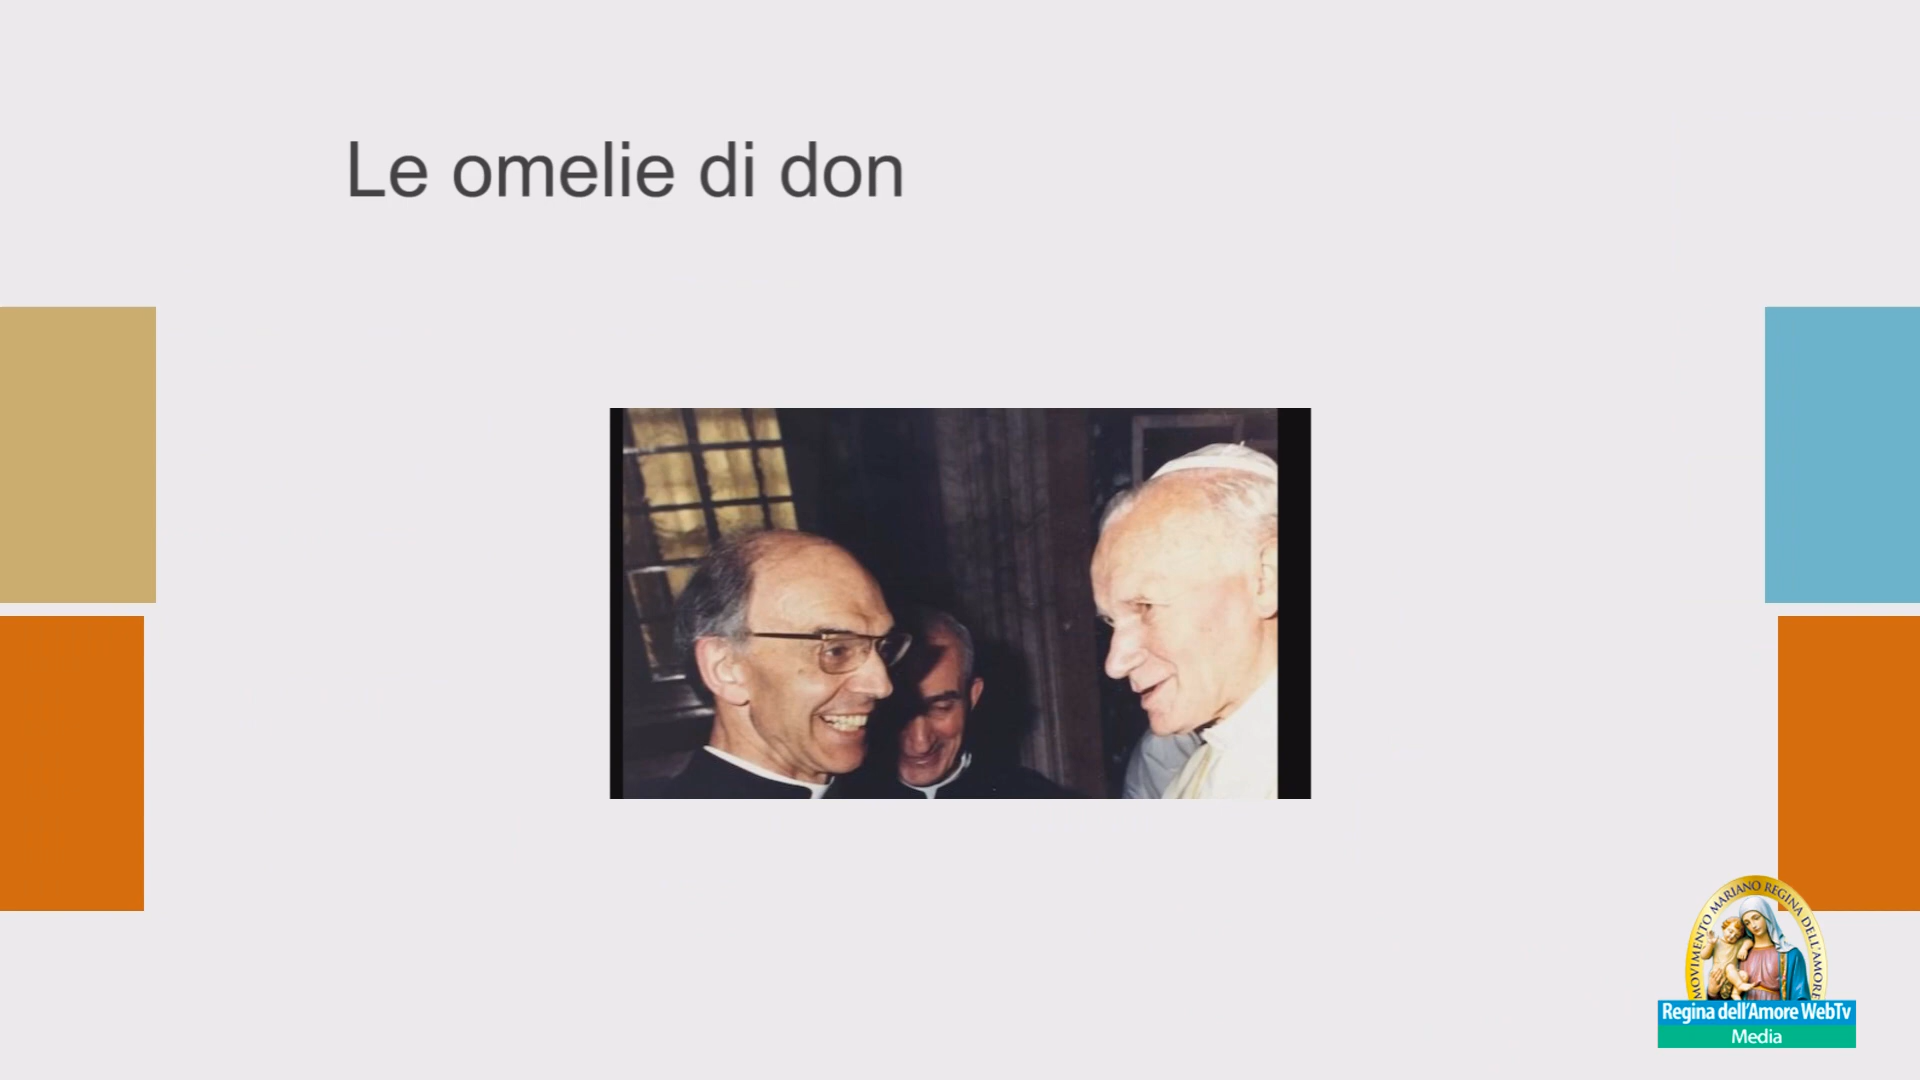 Le omelie di don
MOVIMENTO MARIANO REGINA DELL'AMORE
Regina dell'Amore WebTv
Media